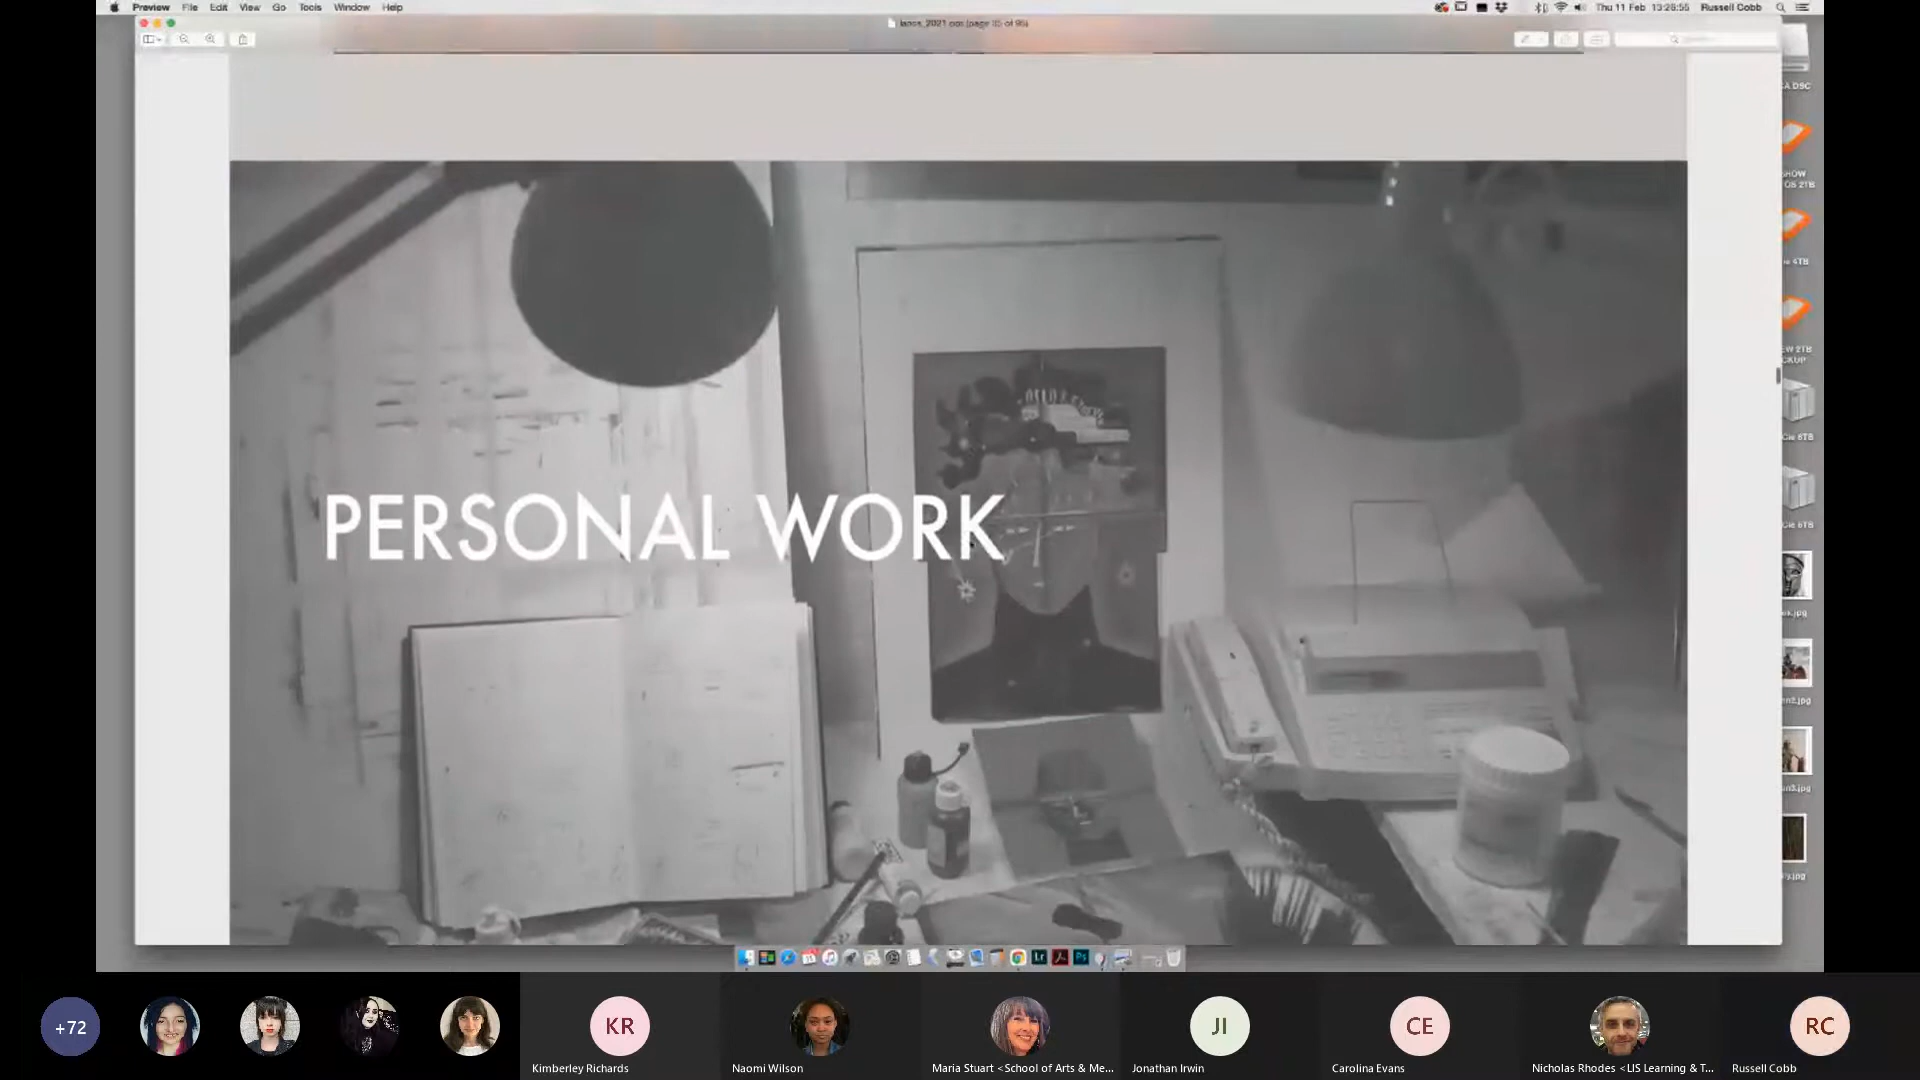 Preview File Edit View Go Tools Window Help
Thu 11 Feb 13:26:55 Russell Cobb
PERSONAL WORK
+72
KR
JI
CE
RC
Kimberley Richards
Naomi Wilson
Maria Stuart <School of Arts & Me...
Jonathan Irwin
Carolina Evans
Nicholas Rhodes <LIS Learning & T...
Russell Cobb